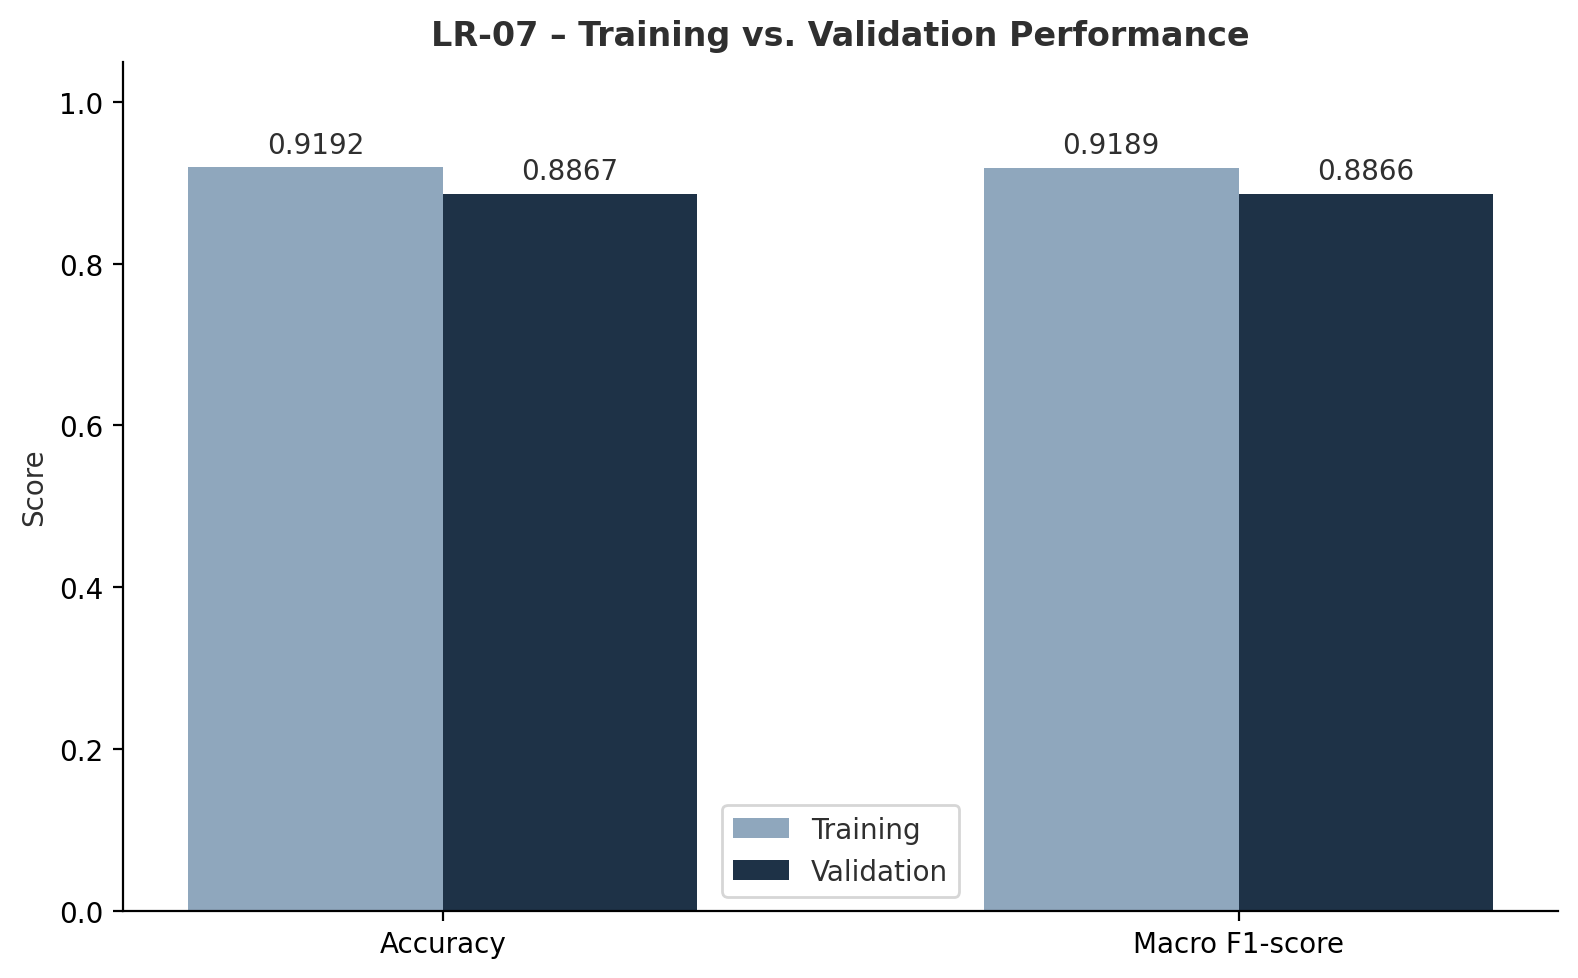 LR-07 – Training vs. Validation Performance
1.0
0.8
0.6
0.4
0.2
0.0
Score
0.9192
0.8867
0.9189
0.8866
Training
Validation
Accuracy
Macro F1-score